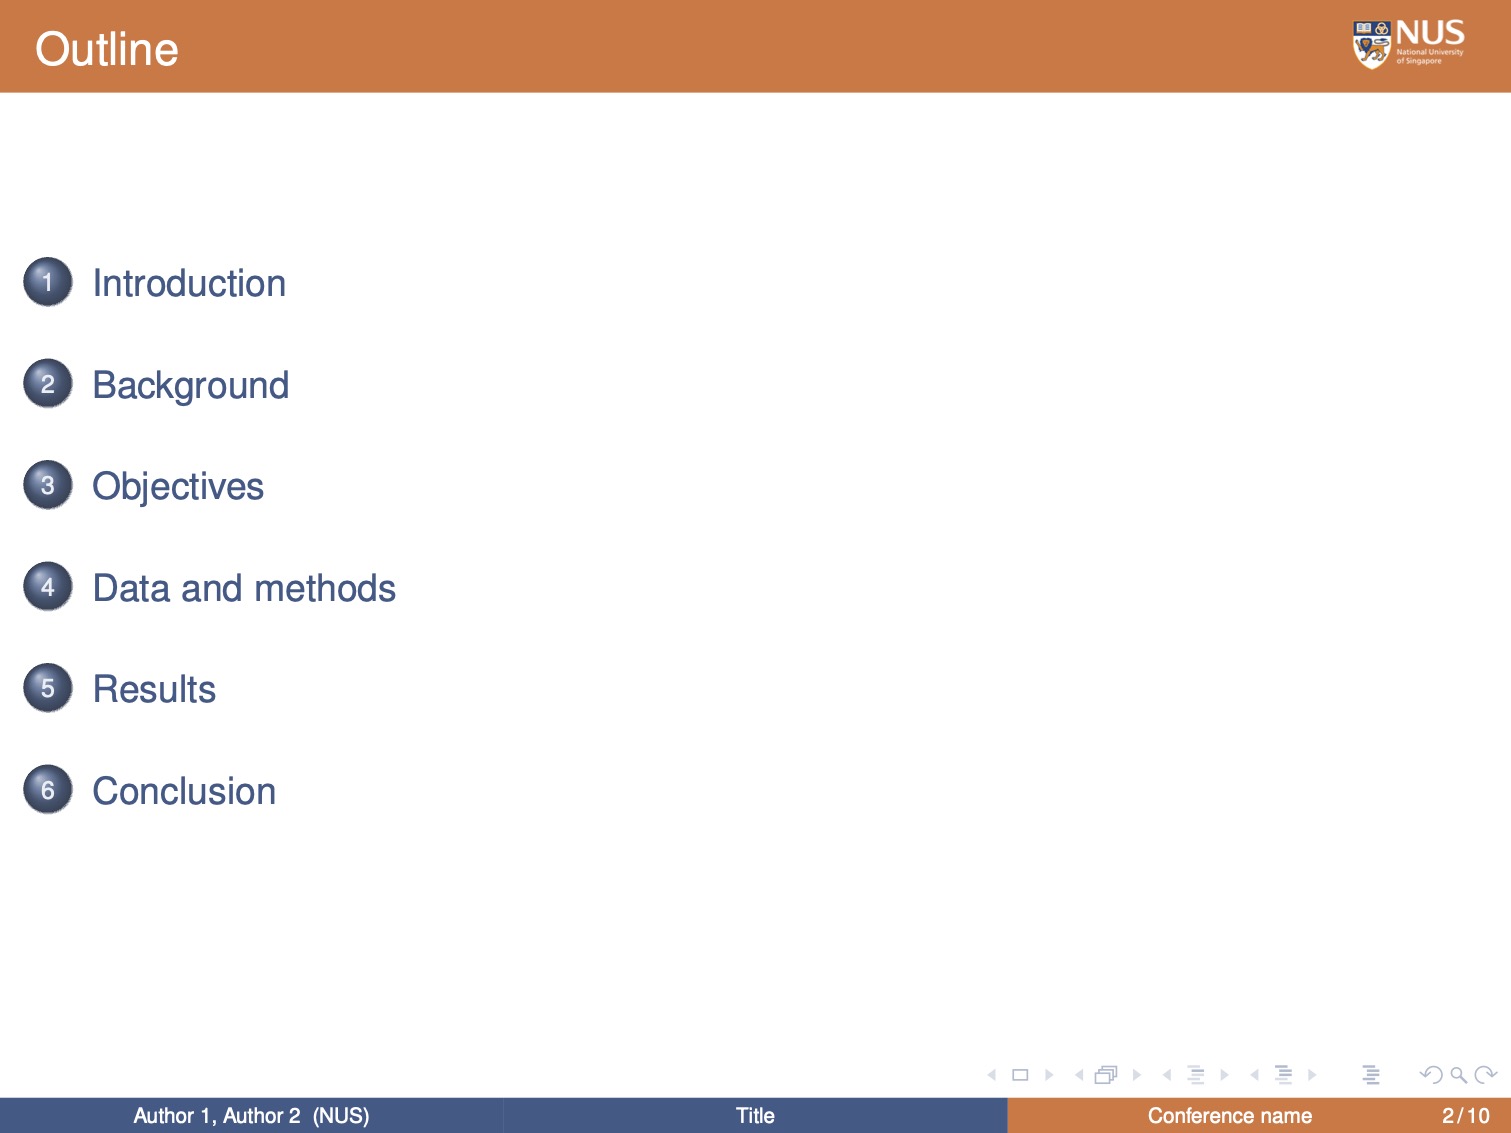 Outline
NUS
National University
of Singapore
1 Introduction
2 Background
3 Objectives
4 Data and methods
5 Results
6 Conclusion
Author 1, Author 2 (NUS)
Title
Conference name
2 / 10